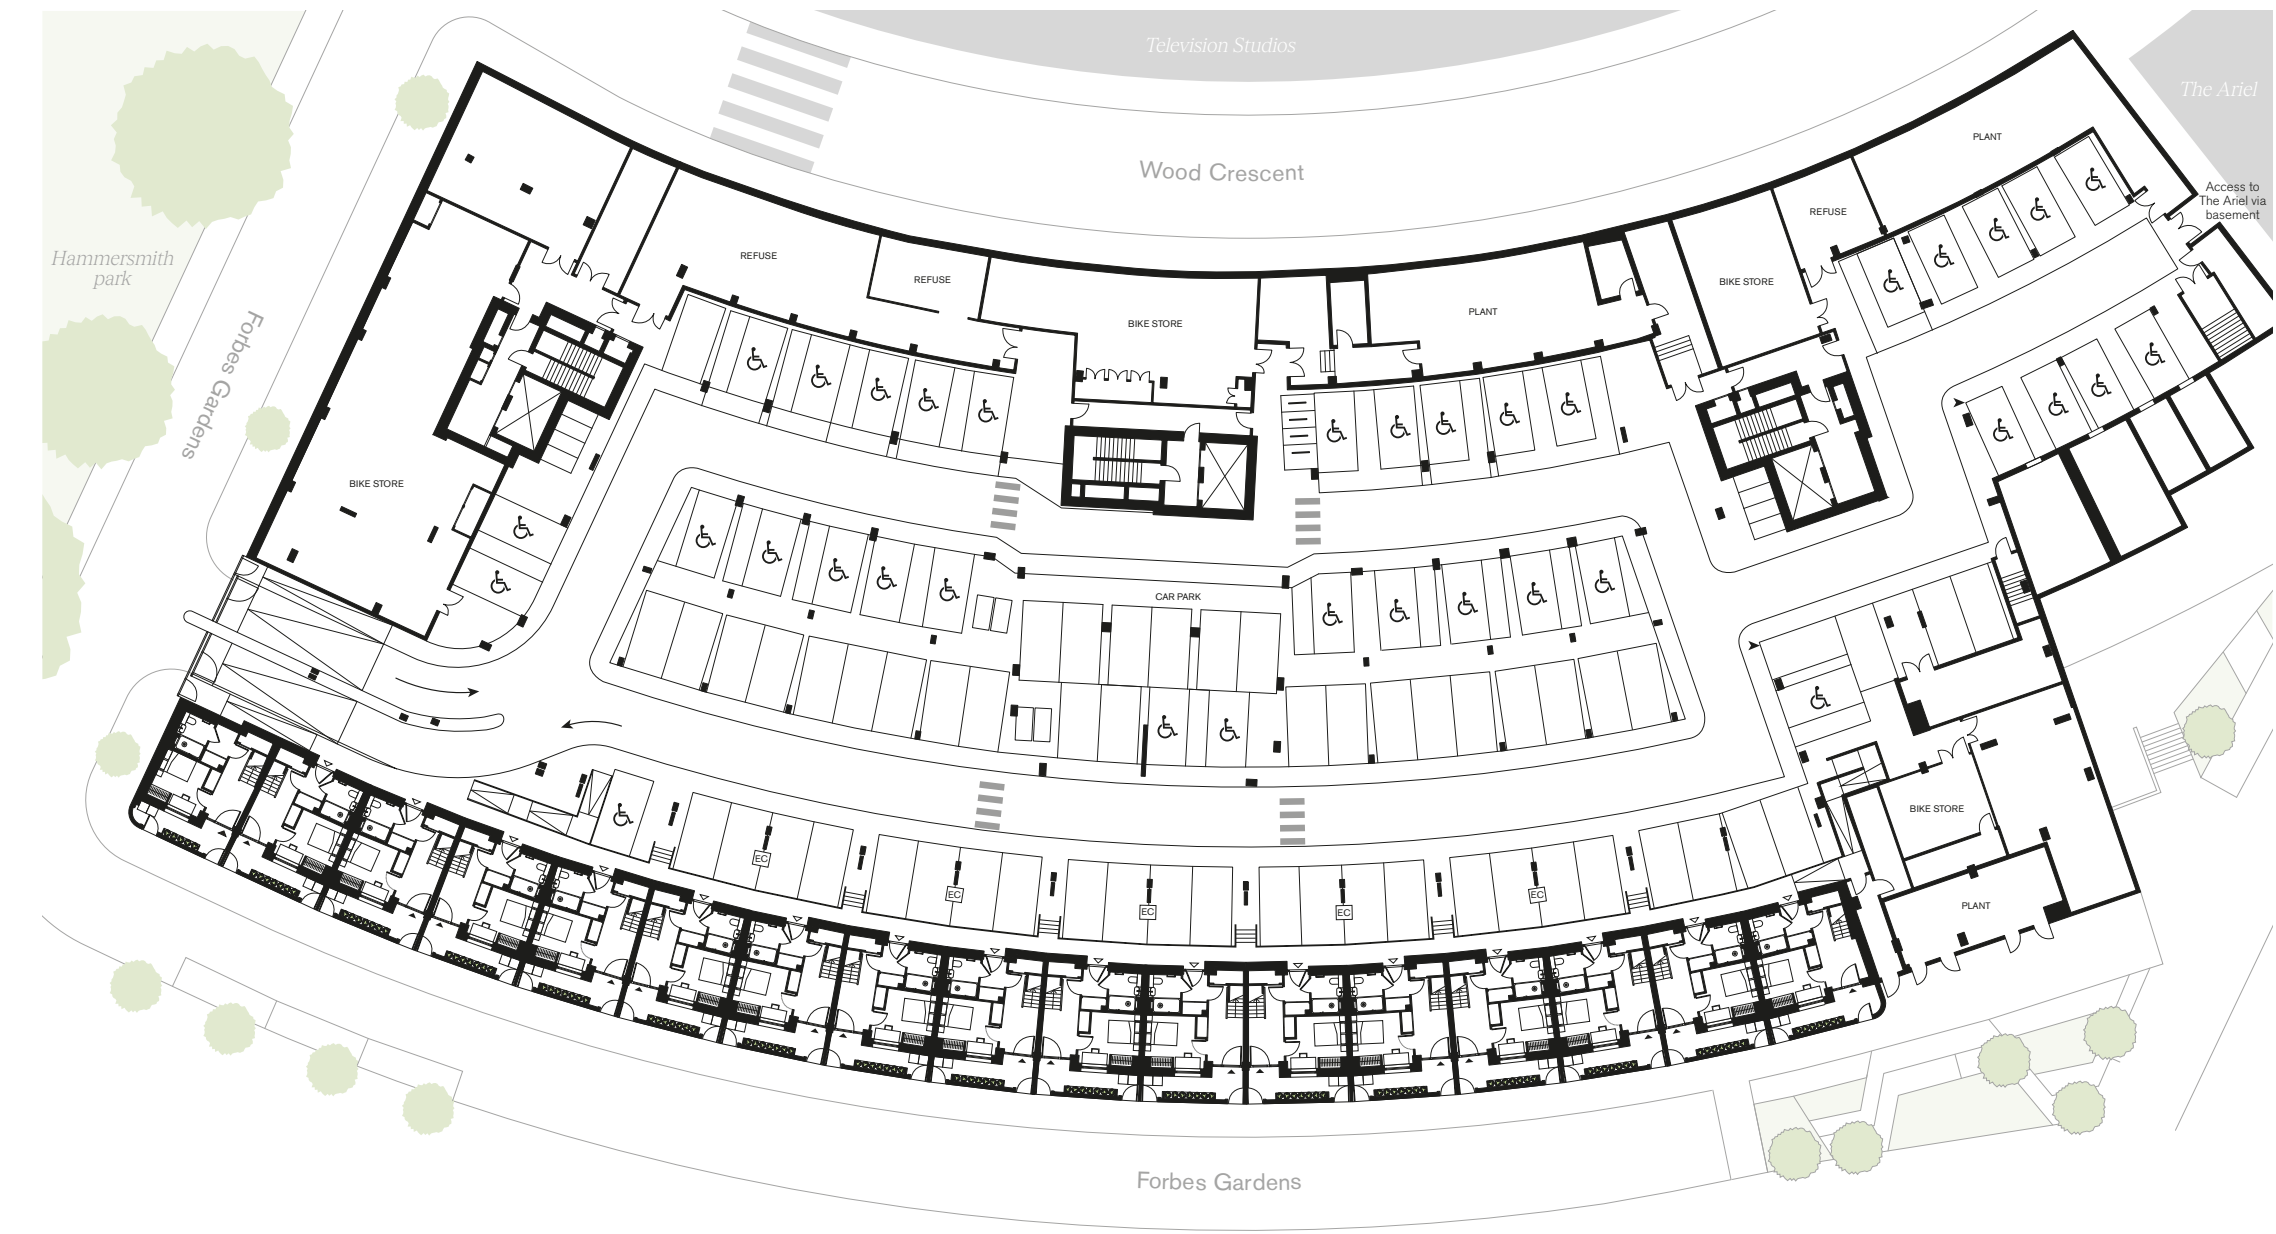 Television Studios
The Ariel
Wood Crescent
PLANT
Access to
The Ariel via
basement
REFUSE
REFUSE
Hammersmith
park
REFUSE
BIKE STORE
PLANT
BIKE STORE
Forbes Gardens
BIKE STORE
CAR PARK
BIKE STORE
EC
EC
EC
EC
EC
PLANT
Forbes Gardens